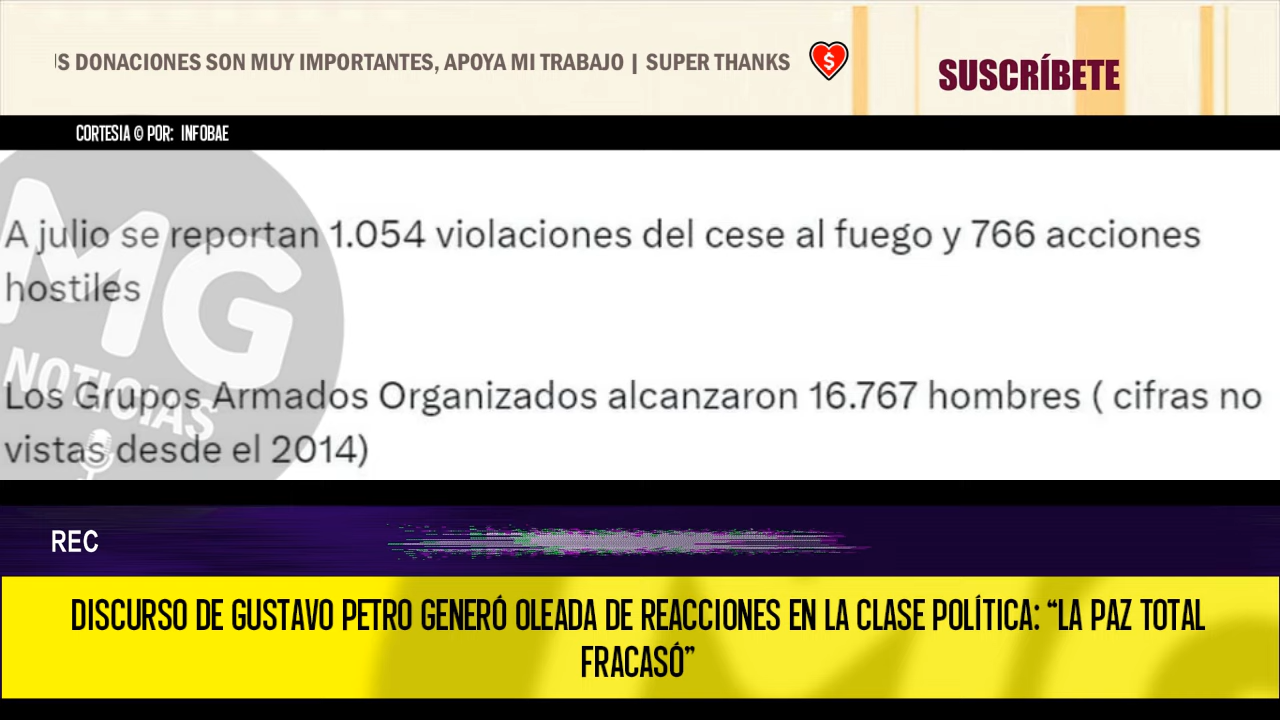 S DONACIONES SON MUY IMPORTANTES, APOYA MI TRABAJO | SUPER THANKS
$
SUSCRÍBETE
CORTESIA © POR: INFOBAE
A julio se reportan 1.054 violaciones del cese al fuego y 766 acciones
hostiles
MG
NOTICIAS
Los Grupos Armados Organizados alcanzaron 16.767 hombres ( cifras no
vistas desde el 2014)
REC
DISCURSO DE GUSTAVO PETRO GENERÓ OLEADA DE REACCIONES EN LA CLASE POLÍTICA: “LA PAZ TOTAL
FRACASÓ”